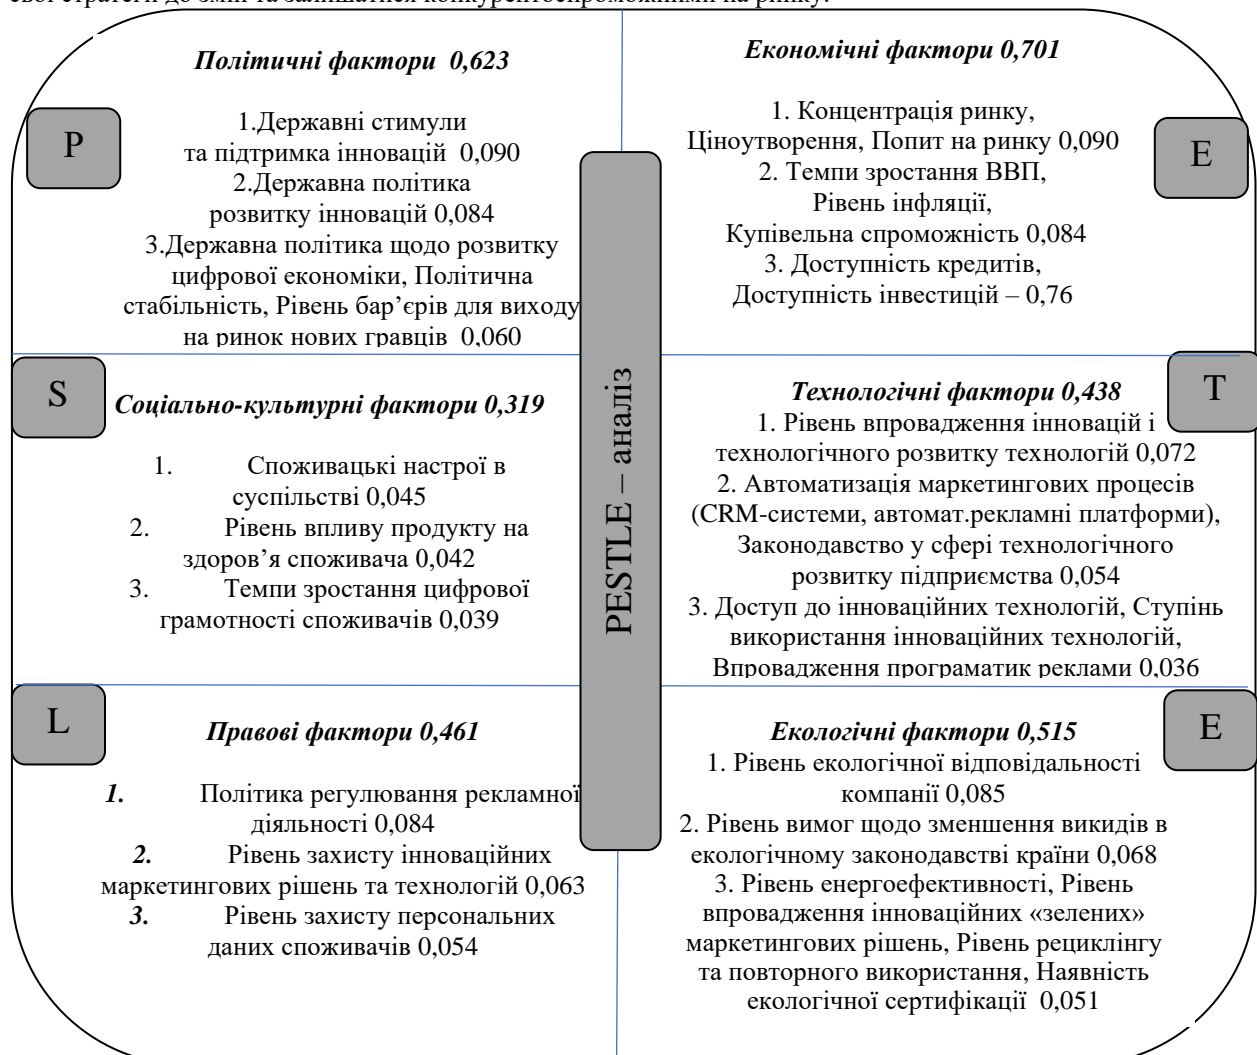 свої стратегії до змін та залишатися конкурентоспроможними на ринку.
Політичні фактори 0,623
P
1.Державні стимули
та підтримка інновацій 0,090
2.Державна політика
розвитку інновацій 0,084
3.Державна політика щодо розвитку
цифрової економіки, Політична
стабільність, Рівень бар’єрів для виходу
на ринок нових гравців 0,060
Економічні фактори 0,701
E
1. Концентрація ринку,
Ціноутворення, Попит на ринку 0,090
2. Темпи зростання ВВП,
Рівень інфляції,
Купівельна спроможність 0,084
3. Доступність кредитів,
Доступність інвестицій – 0,76
PESTLE – аналіз
S
Соціально-культурні фактори 0,319
1. Споживацькі настрої в
суспільстві 0,045
2. Рівень впливу продукту на
здоров’я споживача 0,042
3. Темпи зростання цифрової
грамотності споживачів 0,039
T
Технологічні фактори 0,438
1. Рівень впровадження інновацій і
технологічного розвитку технологій 0,072
2. Автоматизація маркетингових процесів
(CRM-системи, автомат.рекламні платформи),
Законодавство у сфері технологічного
розвитку підприємства 0,054
3. Доступ до інноваційних технологій, Ступінь
використання інноваційних технологій,
Впровадження програматик реклами 0,036
L
Правові фактори 0,461
1. Політика регулювання рекламної
діяльності 0,084
2. Рівень захисту інноваційних
маркетингових рішень та технологій 0,063
3. Рівень захисту персональних
даних споживачів 0,054
E
Екологічні фактори 0,515
1. Рівень екологічної відповідальності
компанії 0,085
2. Рівень вимог щодо зменшення викидів в
екологічному законодавстві країни 0,068
3. Рівень енергоефективності, Рівень
впровадження інноваційних «зелених»
маркетингових рішень, Рівень рециклінгу
та повторного використання, Наявність
екологічної сертифікації 0,051